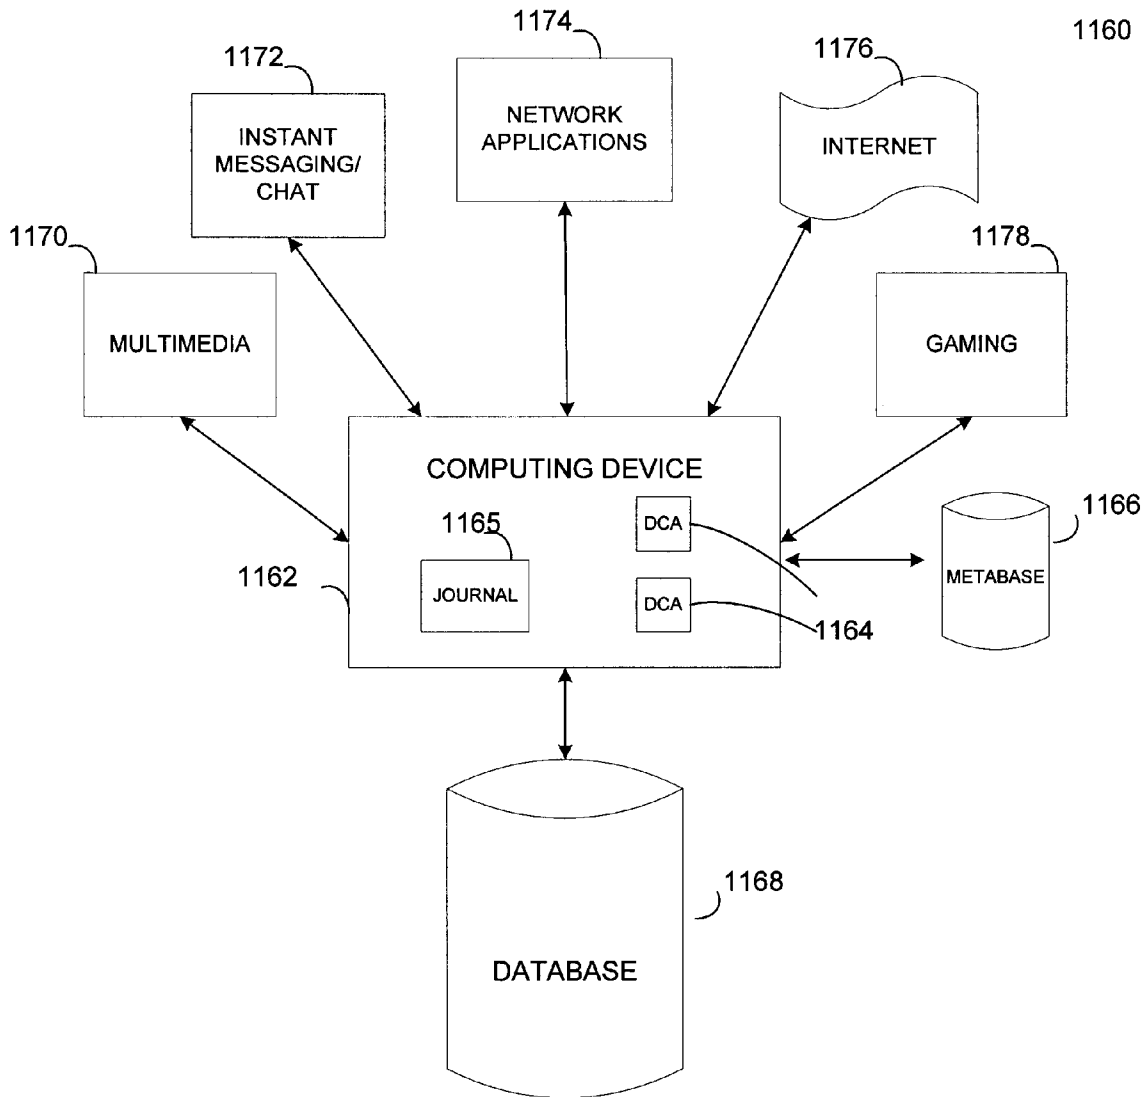 1160
1174
1172
1176
NETWORK
APPLICATIONS
INSTANT
MESSAGING/
CHAT
INTERNET
1170
1178
MULTIMEDIA
GAMING
COMPUTING DEVICE
1166
1165
DCA
1162
METABASE
JOURNAL
DCA
1164
1168
DATABASE